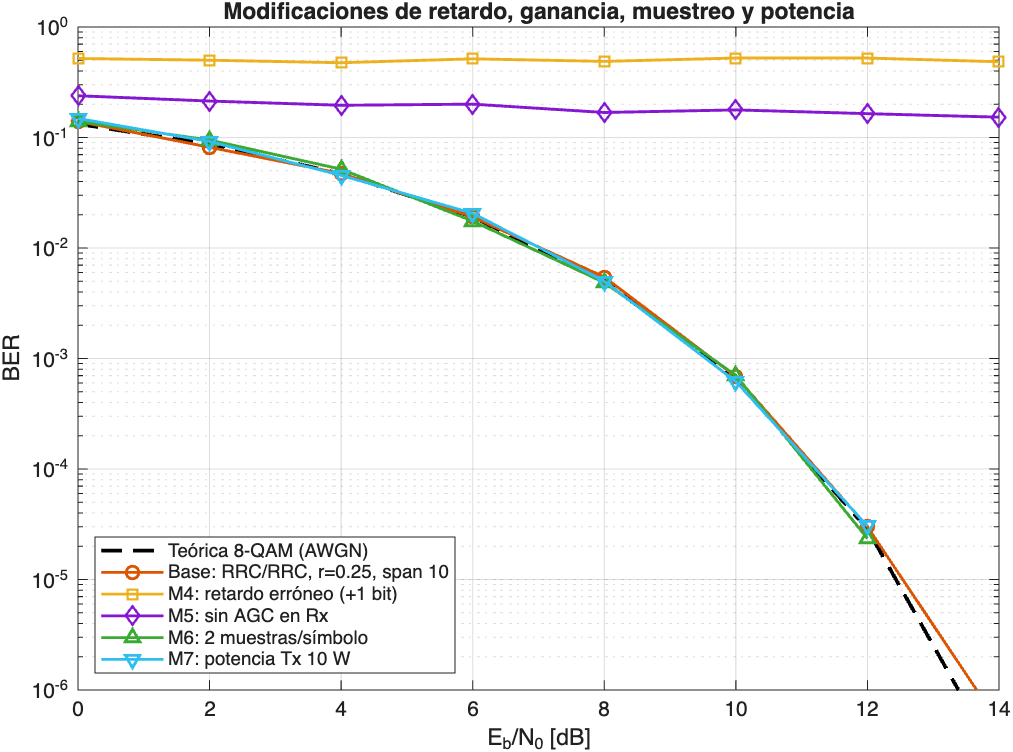 Modificaciones de retardo, ganancia, muestreo y potencia
10^0
10^-1
10^-2
10^-3
10^-4
10^-5
10^-6
BER
Teórica 8-QAM (AWGN)
Base: RRC/RRC, r=0.25, span 10
M4: retardo erróneo (+1 bit)
M5: sin AGC en Rx
M6: 2 muestras/símbolo
M7: potencia Tx 10 W
0 2 4 6 8 10 12 14
E_b/N_0 [dB]